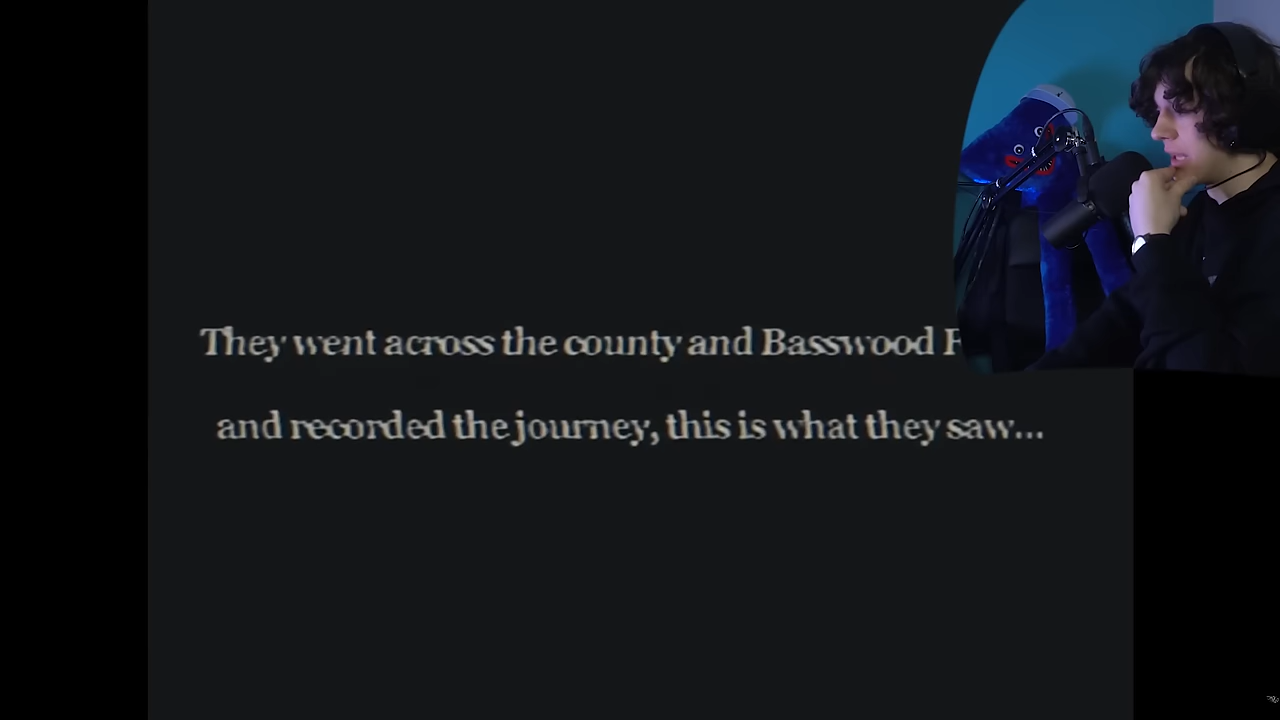 They went across the county and Basswood
and recorded the journey, this is what they saw...